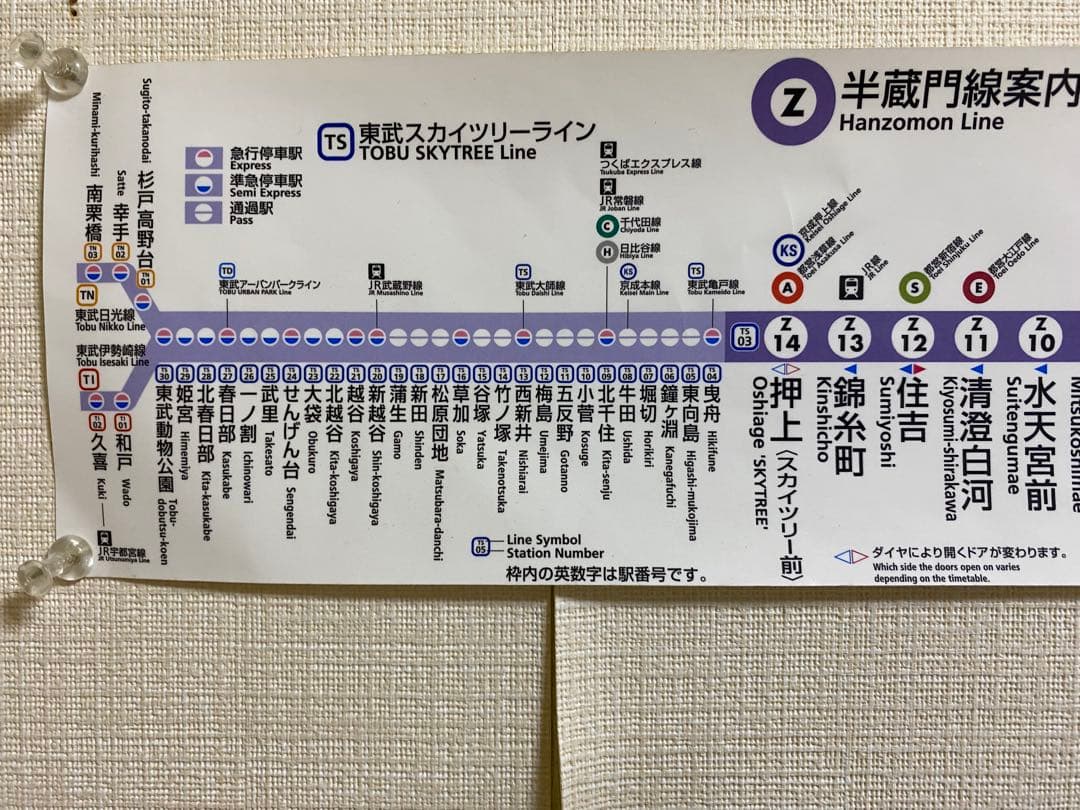 Z 半蔵門線案内
Hanzomon Line
TS 東武スカイツリーライン
TOBU SKYTREE Line
急行停車駅
Express
準急停車駅
Semi Express
通過駅
Pass
TN
東武日光線
Tobu Nikko Line
TN 03 南栗橋 Minami-kurihashi
TN 02 幸手 Satte
TN 01 杉戸高野台 Sugito-takanodai
東武伊勢崎線
Tobu Isesaki Line
TI
TI 02 久喜 Kuki
TI 01 和戸 Wado
JR宇都宮線
JR Utsunomiya Line
TD
東武アーバンパークライン
TOBU URBAN PARK Line
JR武蔵野線
JR Musashino Line
TS
東武大師線
Tobu Daishi Line
つくばエクスプレス線
Tsukuba Express Line
JR常磐線
JR Joban Line
C 千代田線
Chiyoda Line
H 日比谷線
Hibiya Line
KS
京成本線
Keisei Main Line
TS
東武亀戸線
Tobu Kameido Line
KS 京成押上線
Keisei Oshiage Line
A 都営浅草線
Toei Asakusa Line
JR線
JR Line
S 都営新宿線
Toei Shinjuku Line
E 都営大江戸線
Toei Oedo Line
TS 30 東武動物公園 Tobu-dobutsu-koen
TS 29 姫宮 Himemiya
TS 28 北春日部 Kita-kasukabe
TS 27 春日部 Kasukabe
TS 26 一ノ割 Ichinowari
TS 25 武里 Takesato
TS 24 せんげん台 Sengendai
TS 23 大袋 Obukuro
TS 22 北越谷 Kita-koshigaya
TS 21 越谷 Koshigaya
TS 20 新越谷 Shin-koshigaya
TS 19 蒲生 Gamo
TS 18 新田 Shinden
TS 17 松原団地 Matsubara-danchi
TS 16 草加 Soka
TS 15 谷塚 Yatsuka
TS 14 竹ノ塚 Takenotsuka
TS 13 西新井 Nishiarai
TS 12 梅島 Umejima
TS 11 五反野 Gotanno
TS 10 小菅 Kosuge
TS 09 北千住 Kita-senju
TS 08 牛田 Ushida
TS 07 堀切 Horikiri
TS 06 鐘ヶ淵 Kanegafuchi
TS 05 東向島 Higashi-mukojima
TS 04 曳舟 Hikifune
TS 03
Z 14 押上〈スカイツリー前〉 Oshiage 'SKYTREE'
Z 13 錦糸町 Kinshicho
Z 12 住吉 Sumiyoshi
Z 11 清澄白河 Kiyosumi-shirakawa
Z 10 水天宮前 Suitengumae
TS 05 Line Symbol
Station Number
枠内の英数字は駅番号です。
ダイヤにより開くドアが変わります。
Which side the doors open on varies
depending on the timetable.